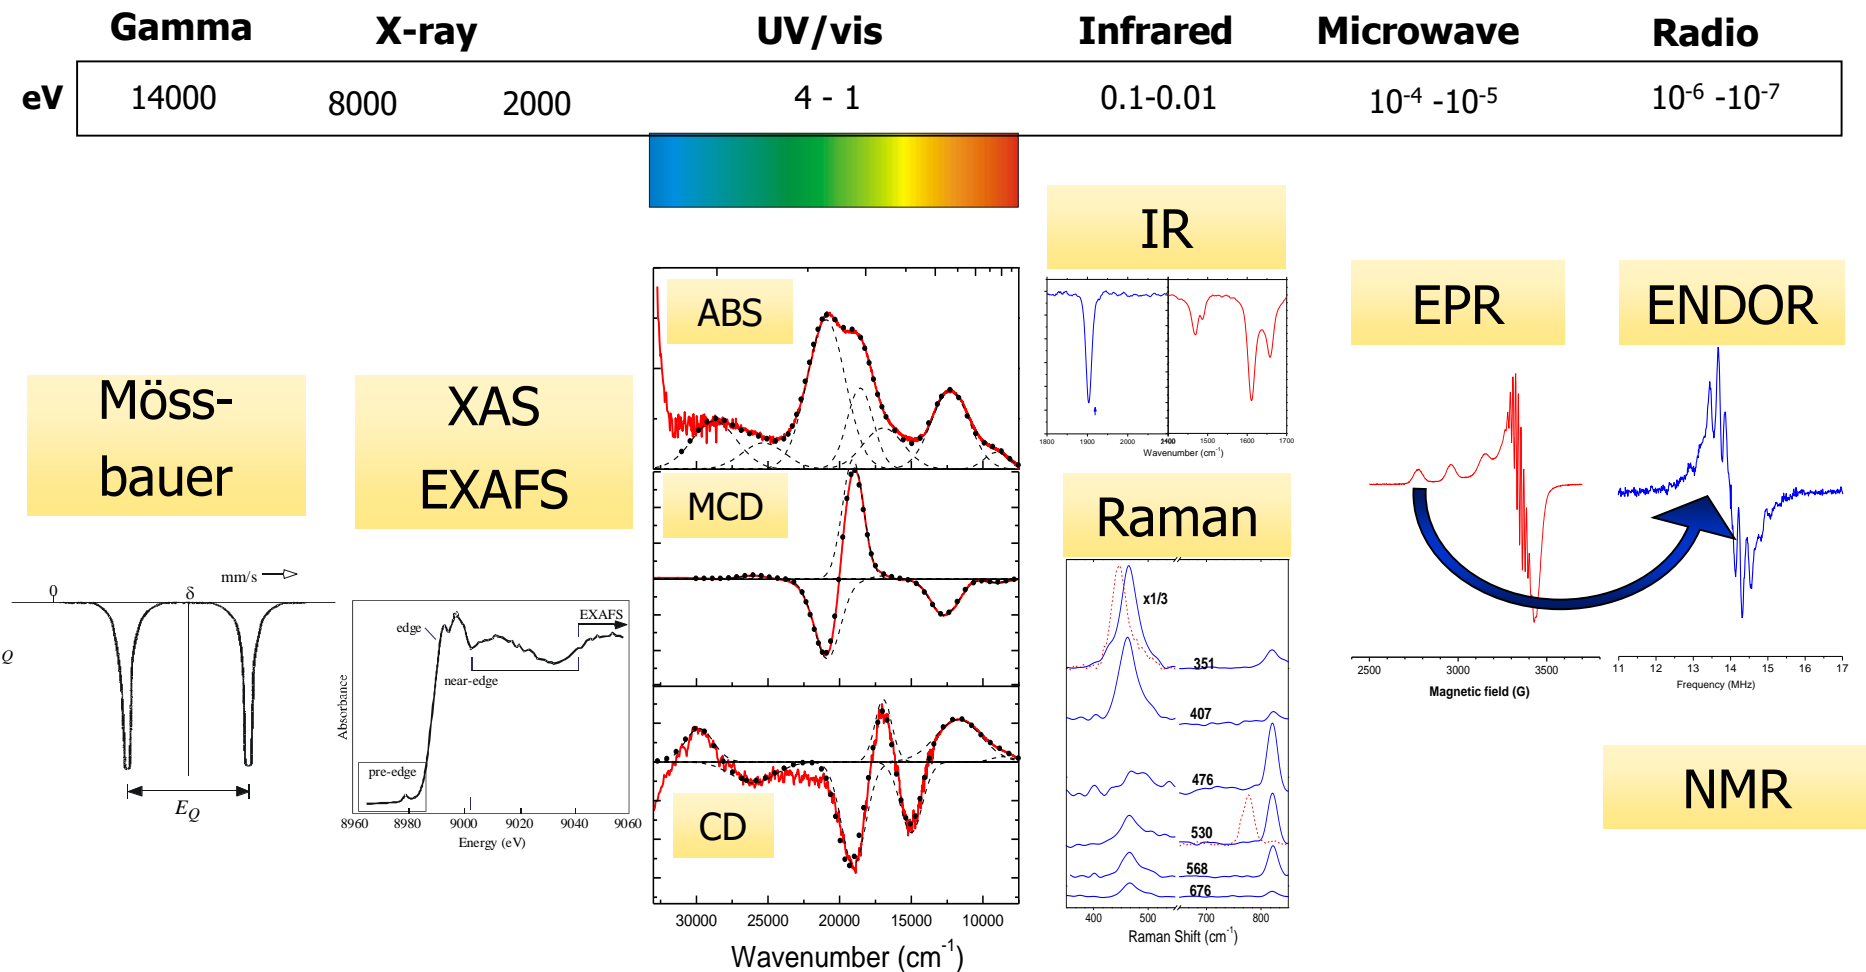 Gamma X-ray UV/vis Infrared Microwave Radio
eV 14000 8000 2000 4 - 1 0.1-0.01 10⁻⁴ -10⁻⁵ 10⁻⁶ -10⁻⁷
Möss-
bauer
0 δ mm/s
Q
E_Q
XAS
EXAFS
EXAFS
edge
near-edge
pre-edge
Absorbance
8960 8980 9000 9020 9040 9060
Energy (eV)
ABS
MCD
CD
30000 25000 20000 15000 10000
Wavenumber (cm⁻¹)
IR
1800 1900 2000 1500 1600 1700
Wavenumber (cm⁻¹)
Raman
x1/3
351
407
476
530
568
676
400 500 700 800
Raman Shift (cm⁻¹)
EPR
2500 3000 3500
Magnetic field (G)
ENDOR
11 12 13 14 15 16 17
Frequency (MHz)
NMR